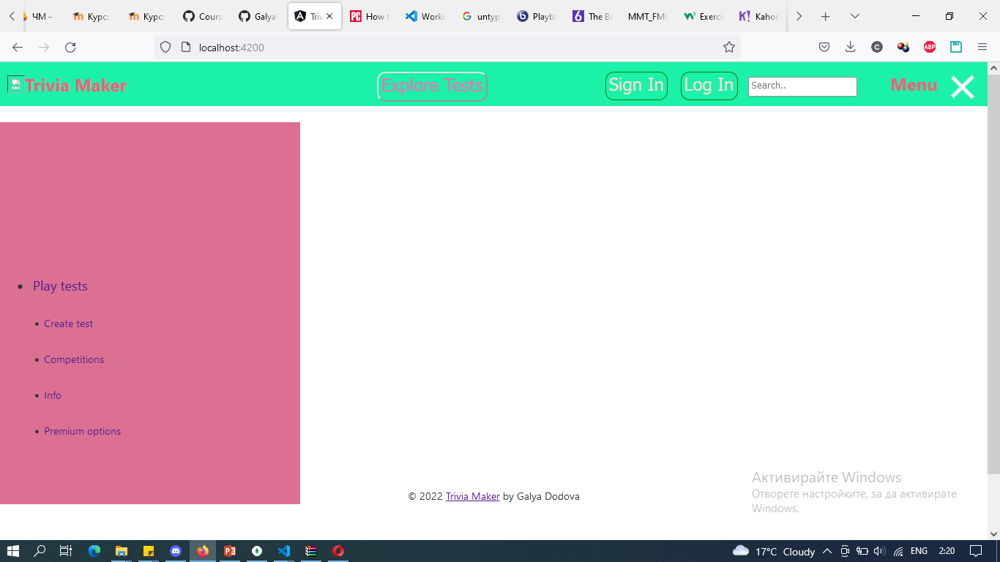 ЧМ –
Курс:
Курс:
Cours
Galya
Triv
How t
Worki
untyp
Playba
The Be
MMT_FMI
Exerci
Kahoo
localhost:4200
Trivia Maker
Explore Tests
Sign In
Log In
Search..
Menu
Play tests
Create test
Competitions
Info
Premium options
© 2022 Trivia Maker by Galya Dodova
Активирайте Windows
Отворете настройките, за да активирате
Windows.
17°C Cloudy
ENG
2:20